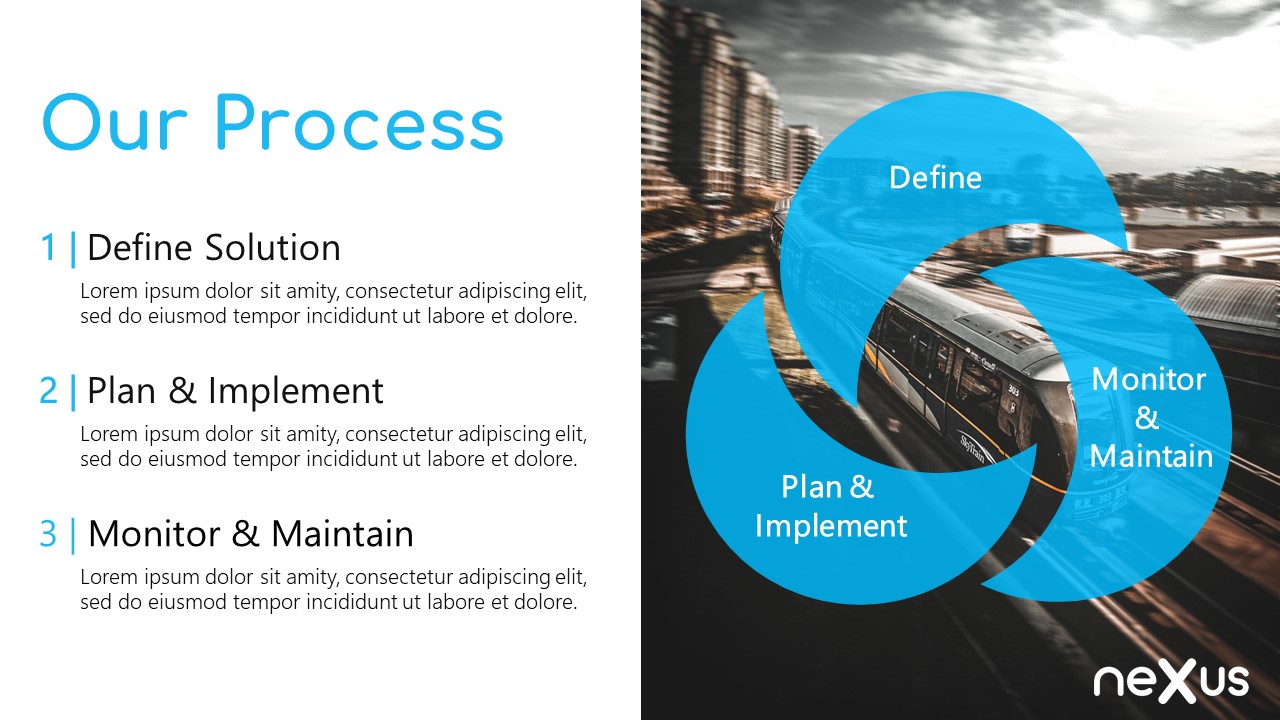 Our Process
1 | Define Solution
Lorem ipsum dolor sit amity, consectetur adipiscing elit,
sed do eiusmod tempor incididunt ut labore et dolore.
2 | Plan & Implement
Lorem ipsum dolor sit amity, consectetur adipiscing elit,
sed do eiusmod tempor incididunt ut labore et dolore.
3 | Monitor & Maintain
Lorem ipsum dolor sit amity, consectetur adipiscing elit,
sed do eiusmod tempor incididunt ut labore et dolore.
Define
Monitor
&
Maintain
Plan &
Implement
303
SkyTrain
neXus